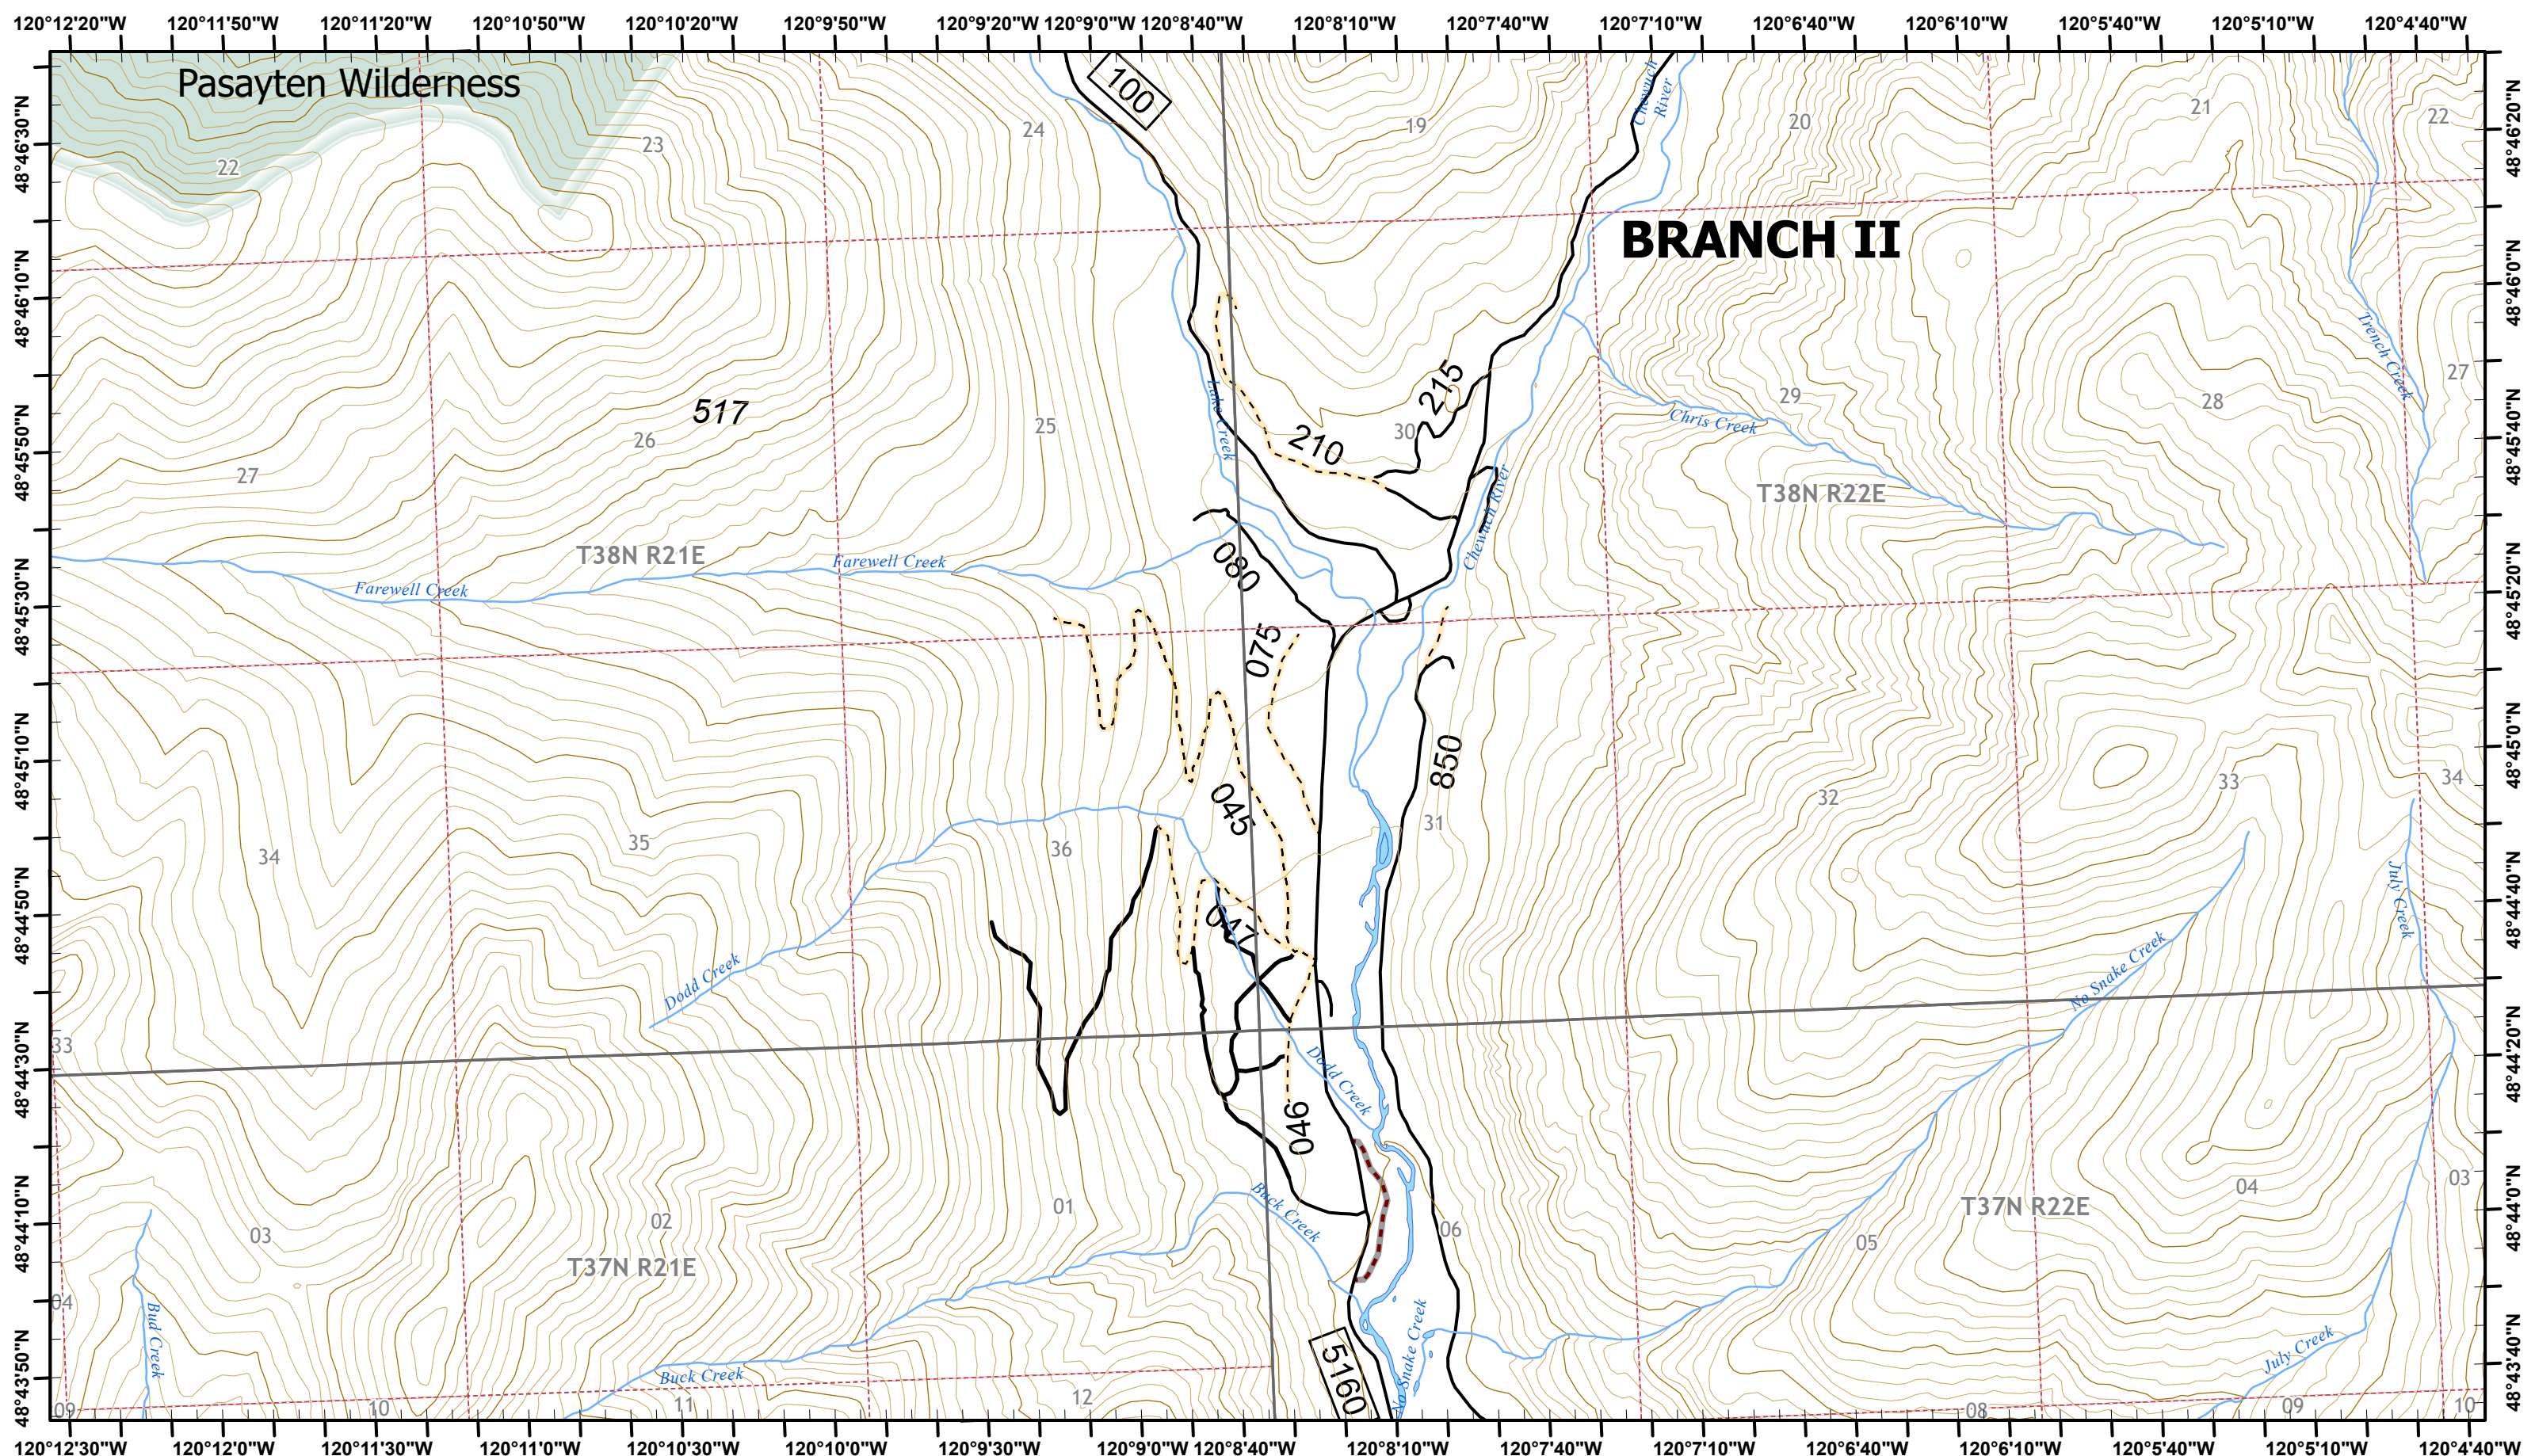 120°12'20"W 120°11'50"W 120°11'20"W 120°10'50"W 120°10'20"W 120°9'50"W 120°9'20"W 120°9'0"W 120°8'40"W 120°8'10"W 120°7'40"W 120°7'10"W 120°6'40"W 120°6'10"W 120°5'40"W 120°5'10"W 120°4'40"W
Pasayten Wilderness
100
Chewuch
River
22
23
24
19
20
21
22
48°46'30"N
48°46'20"N
BRANCH II
48°46'10"N
48°46'0"N
517
27
26
25
Lake Creek
210
215
30
Chewuch River
Chris Creek
29
28
Trench Creek
27
48°45'50"N
48°45'40"N
T38N R21E
T38N R22E
Farewell Creek
Farewell Creek
080
48°45'30"N
48°45'20"N
075
850
045
48°45'10"N
48°45'0"N
34
35
36
31
32
33
34
047
Dodd Creek
July Creek
No Snake Creek
48°44'50"N
48°44'40"N
33
Dodd Creek
046
48°44'30"N
48°44'20"N
03
02
01
06
05
04
03
T37N R21E
T37N R22E
Buck Creek
48°44'10"N
48°44'0"N
04
Bud Creek
Buck Creek
5160
No Snake Creek
July Creek
48°43'50"N
48°43'40"N
09
10
11
12
08
09
10
120°12'30"W 120°12'0"W 120°11'30"W 120°11'0"W 120°10'30"W 120°10'0"W 120°9'30"W 120°9'0"W 120°8'40"W 120°8'10"W 120°7'40"W 120°7'10"W 120°6'40"W 120°6'10"W 120°5'40"W 120°5'10"W 120°4'40"W